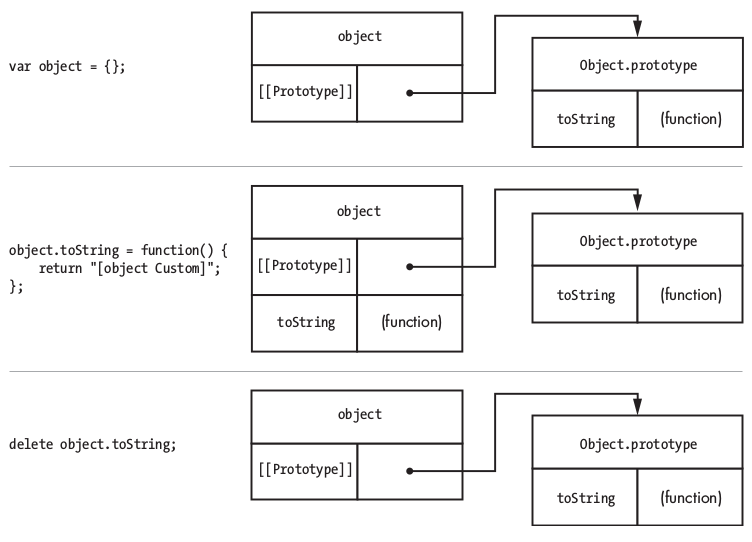 var object = {};
object
[[Prototype]]
Object.prototype
toString
(function)
object.toString = function() {
    return "[object Custom]";
};
object
[[Prototype]]
toString
(function)
Object.prototype
toString
(function)
delete object.toString;
object
[[Prototype]]
Object.prototype
toString
(function)